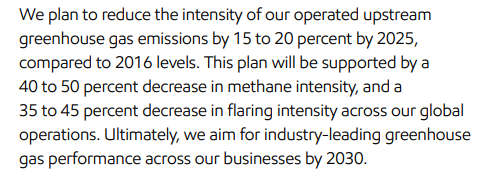 We plan to reduce the intensity of our operated upstream
greenhouse gas emissions by 15 to 20 percent by 2025,
compared to 2016 levels. This plan will be supported by a
40 to 50 percent decrease in methane intensity, and a
35 to 45 percent decrease in flaring intensity across our global
operations. Ultimately, we aim for industry-leading greenhouse
gas performance across our businesses by 2030.